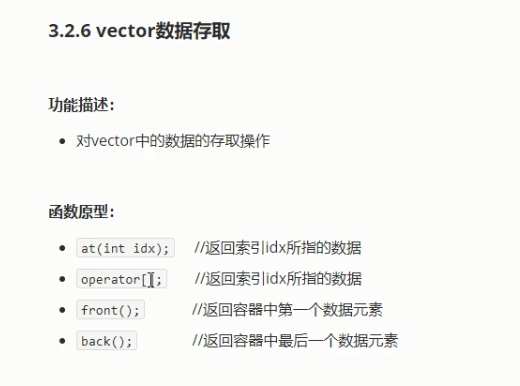 3.2.6 vector数据存取
功能描述：
对vector中的数据的存取操作
函数原型：
at(int idx); //返回索引idx所指的数据
operator[]; //返回索引idx所指的数据
front(); //返回容器中第一个数据元素
back(); //返回容器中最后一个数据元素